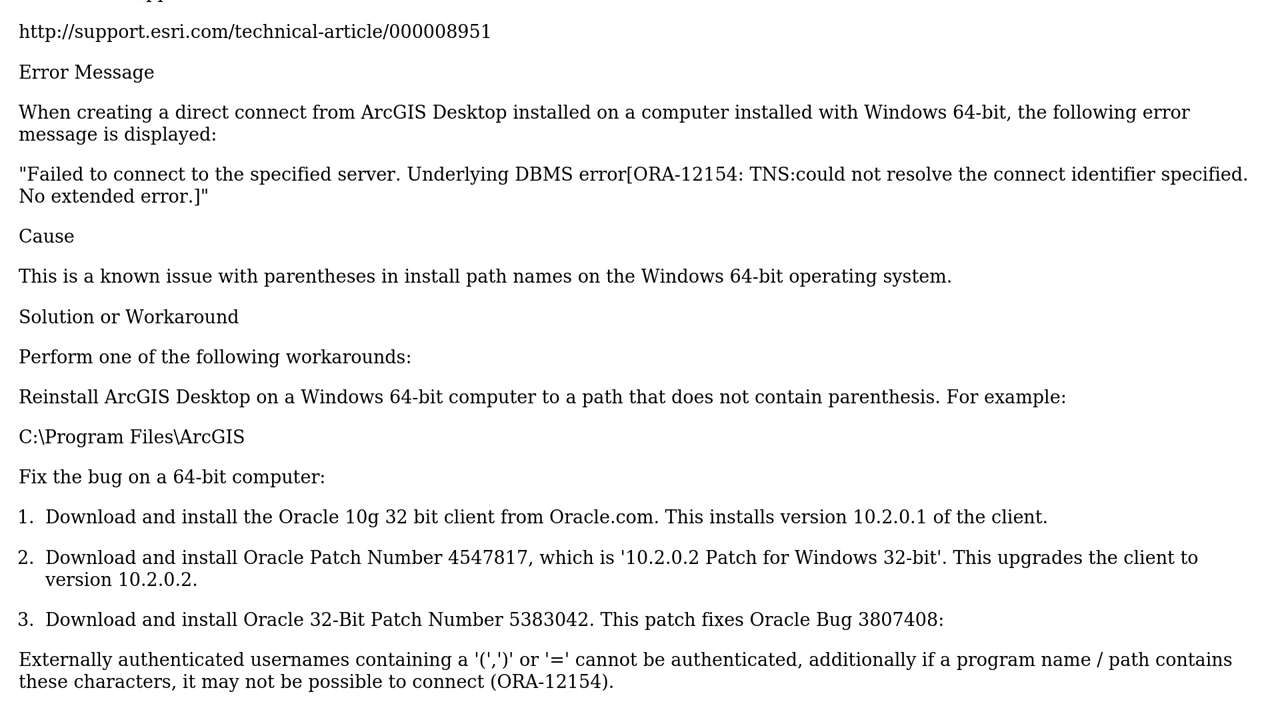 http://support.esri.com/technical-article/000008951
Error Message
When creating a direct connect from ArcGIS Desktop installed on a computer installed with Windows 64-bit, the following error
message is displayed:
"Failed to connect to the specified server. Underlying DBMS error[ORA-12154: TNS:could not resolve the connect identifier specified.
No extended error.]"
Cause
This is a known issue with parentheses in install path names on the Windows 64-bit operating system.
Solution or Workaround
Perform one of the following workarounds:
Reinstall ArcGIS Desktop on a Windows 64-bit computer to a path that does not contain parenthesis. For example:
C:\Program Files\ArcGIS
Fix the bug on a 64-bit computer:
1. Download and install the Oracle 10g 32 bit client from Oracle.com. This installs version 10.2.0.1 of the client.
2. Download and install Oracle Patch Number 4547817, which is '10.2.0.2 Patch for Windows 32-bit'. This upgrades the client to
version 10.2.0.2.
3. Download and install Oracle 32-Bit Patch Number 5383042. This patch fixes Oracle Bug 3807408:
Externally authenticated usernames containing a '(',')' or '=' cannot be authenticated, additionally if a program name / path contains
these characters, it may not be possible to connect (ORA-12154).